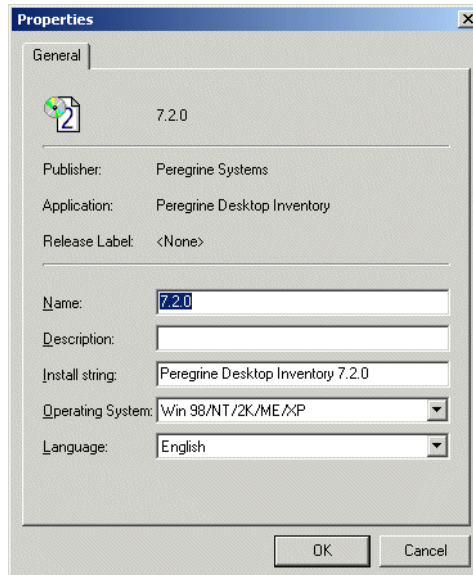 Properties
General
2
7.2.0
Publisher: Peregrine Systems
Application: Peregrine Desktop Inventory
Release Label: <None>
Name: 7.2.0
Description:
Install string: Peregrine Desktop Inventory 7.2.0
Operating System: Win 98/NT/2K/ME/XP
Language: English
OK Cancel